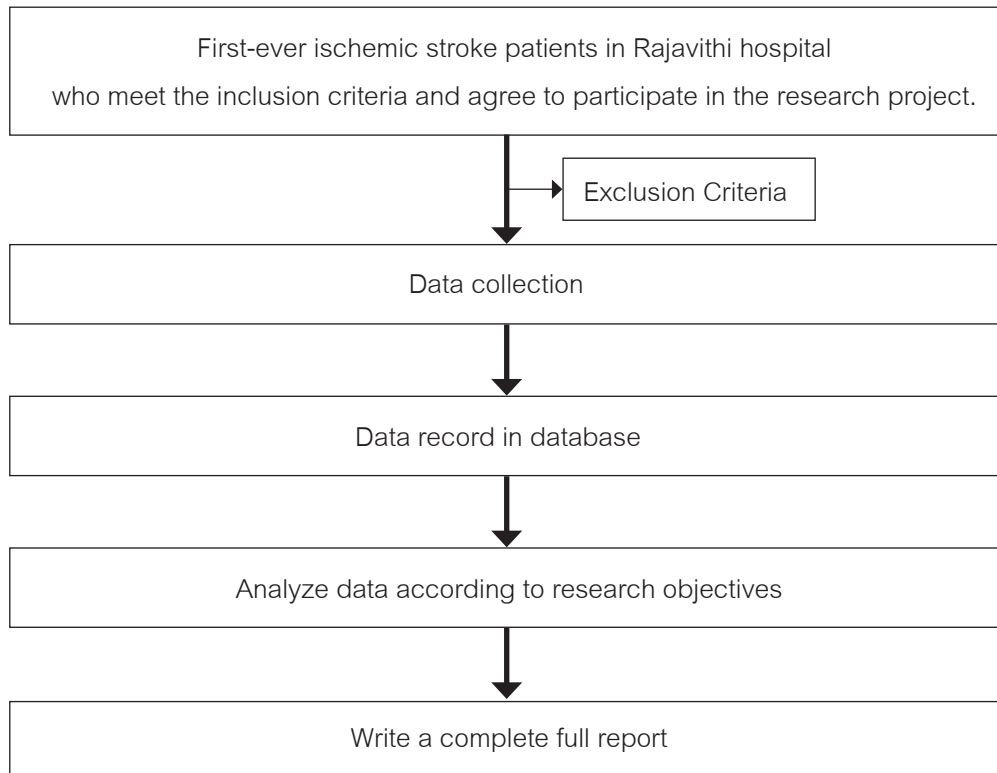 First-ever ischemic stroke patients in Rajavithi hospital
who meet the inclusion criteria and agree to participate in the research project.
Exclusion Criteria
Data collection
Data record in database
Analyze data according to research objectives
Write a complete full report